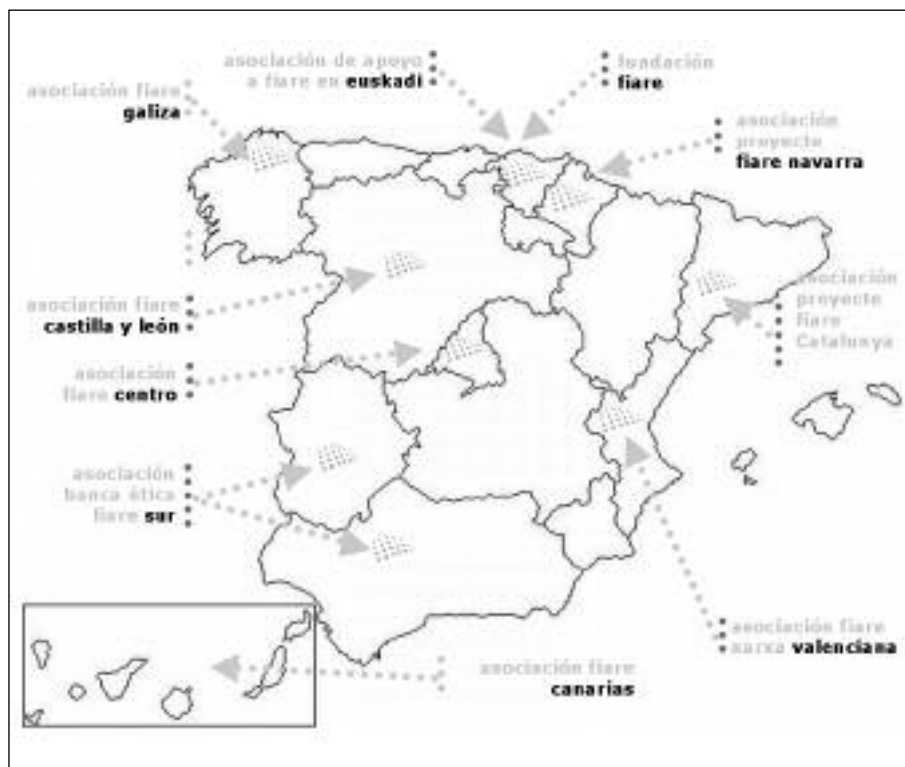 asociación de apoyo
a fiare en euskadi
fundación
fiare
asociación fiare
galiza
asociación
proyecto
fiare navarra
asociación fiare
castilla y león
asociación
proyecto
fiare
Catalunya
asociación
fiare centro
asociación
banca ética
fiare sur
asociación fiare
xarxa valenciana
asociación fiare
canarias